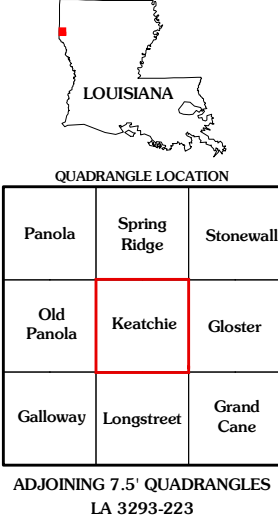 LOUISIANA
QUADRANGLE LOCATION
Panola
Spring
Ridge
Stonewall
Old
Panola
Keatchie
Gloster
Galloway
Longstreet
Grand
Cane
ADJOINING 7.5' QUADRANGLES
LA 3293-223